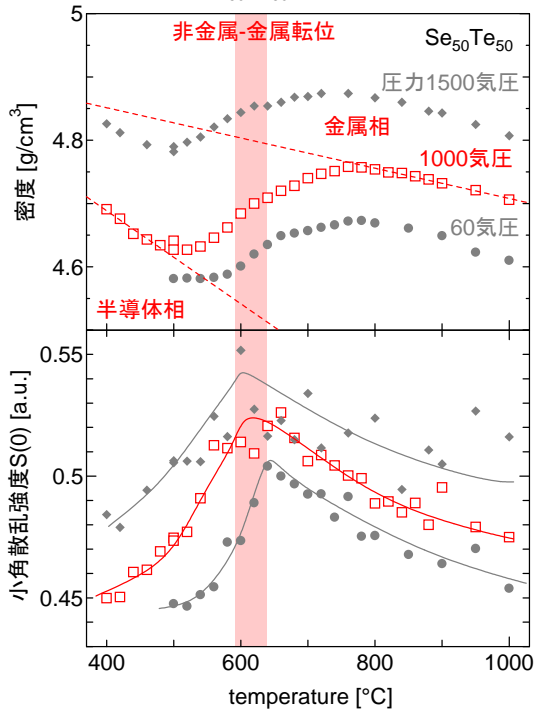 非金属-金属転位
Se50Te50
圧力1500気圧
金属相
1000気圧
60気圧
半導体相
密度 [g/cm3]
5
4.8
4.6
小角散乱強度S(0) [a.u.]
0.55
0.5
0.45
400
600
800
1000
temperature [°C]